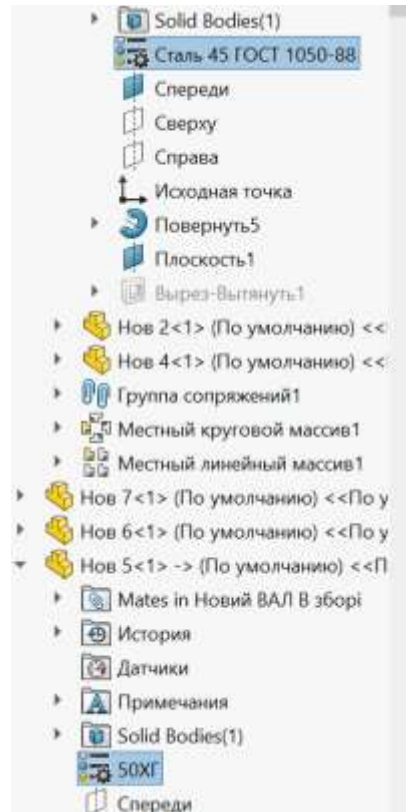 Solid Bodies(1)
Сталь 45 ГОСТ 1050-88
Спереди
Сверху
Справа
Исходная точка
Повернуть5
Плоскость1
Вырез-Вытянуть1
Нов 2<1> (По умолчанию) <<
Нов 4<1> (По умолчанию) <<
Группа сопряжений1
Местный круговой массив1
Местный линейный массив1
Нов 7<1> (По умолчанию) <<По у
Нов 6<1> (По умолчанию) <<По у
Нов 5<1> -> (По умолчанию) <<П
Mates in Новий ВАЛ В зборі
История
Датчики
Примечания
Solid Bodies(1)
50ХГ
Спереди